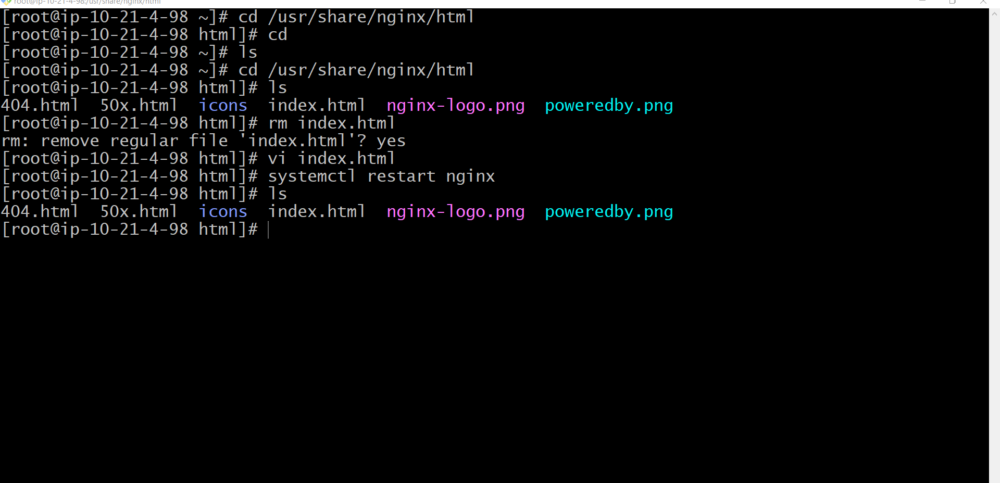 root@ip-10-21-4-98:/usr/share/nginx/html
[root@ip-10-21-4-98 ~]# cd /usr/share/nginx/html
[root@ip-10-21-4-98 html]# cd
[root@ip-10-21-4-98 ~]# ls
[root@ip-10-21-4-98 ~]# cd /usr/share/nginx/html
[root@ip-10-21-4-98 html]# ls
404.html  50x.html  icons  index.html  nginx-logo.png  poweredby.png
[root@ip-10-21-4-98 html]# rm index.html
rm: remove regular file 'index.html'? yes
[root@ip-10-21-4-98 html]# vi index.html
[root@ip-10-21-4-98 html]# systemctl restart nginx
[root@ip-10-21-4-98 html]# ls
404.html  50x.html  icons  index.html  nginx-logo.png  poweredby.png
[root@ip-10-21-4-98 html]#